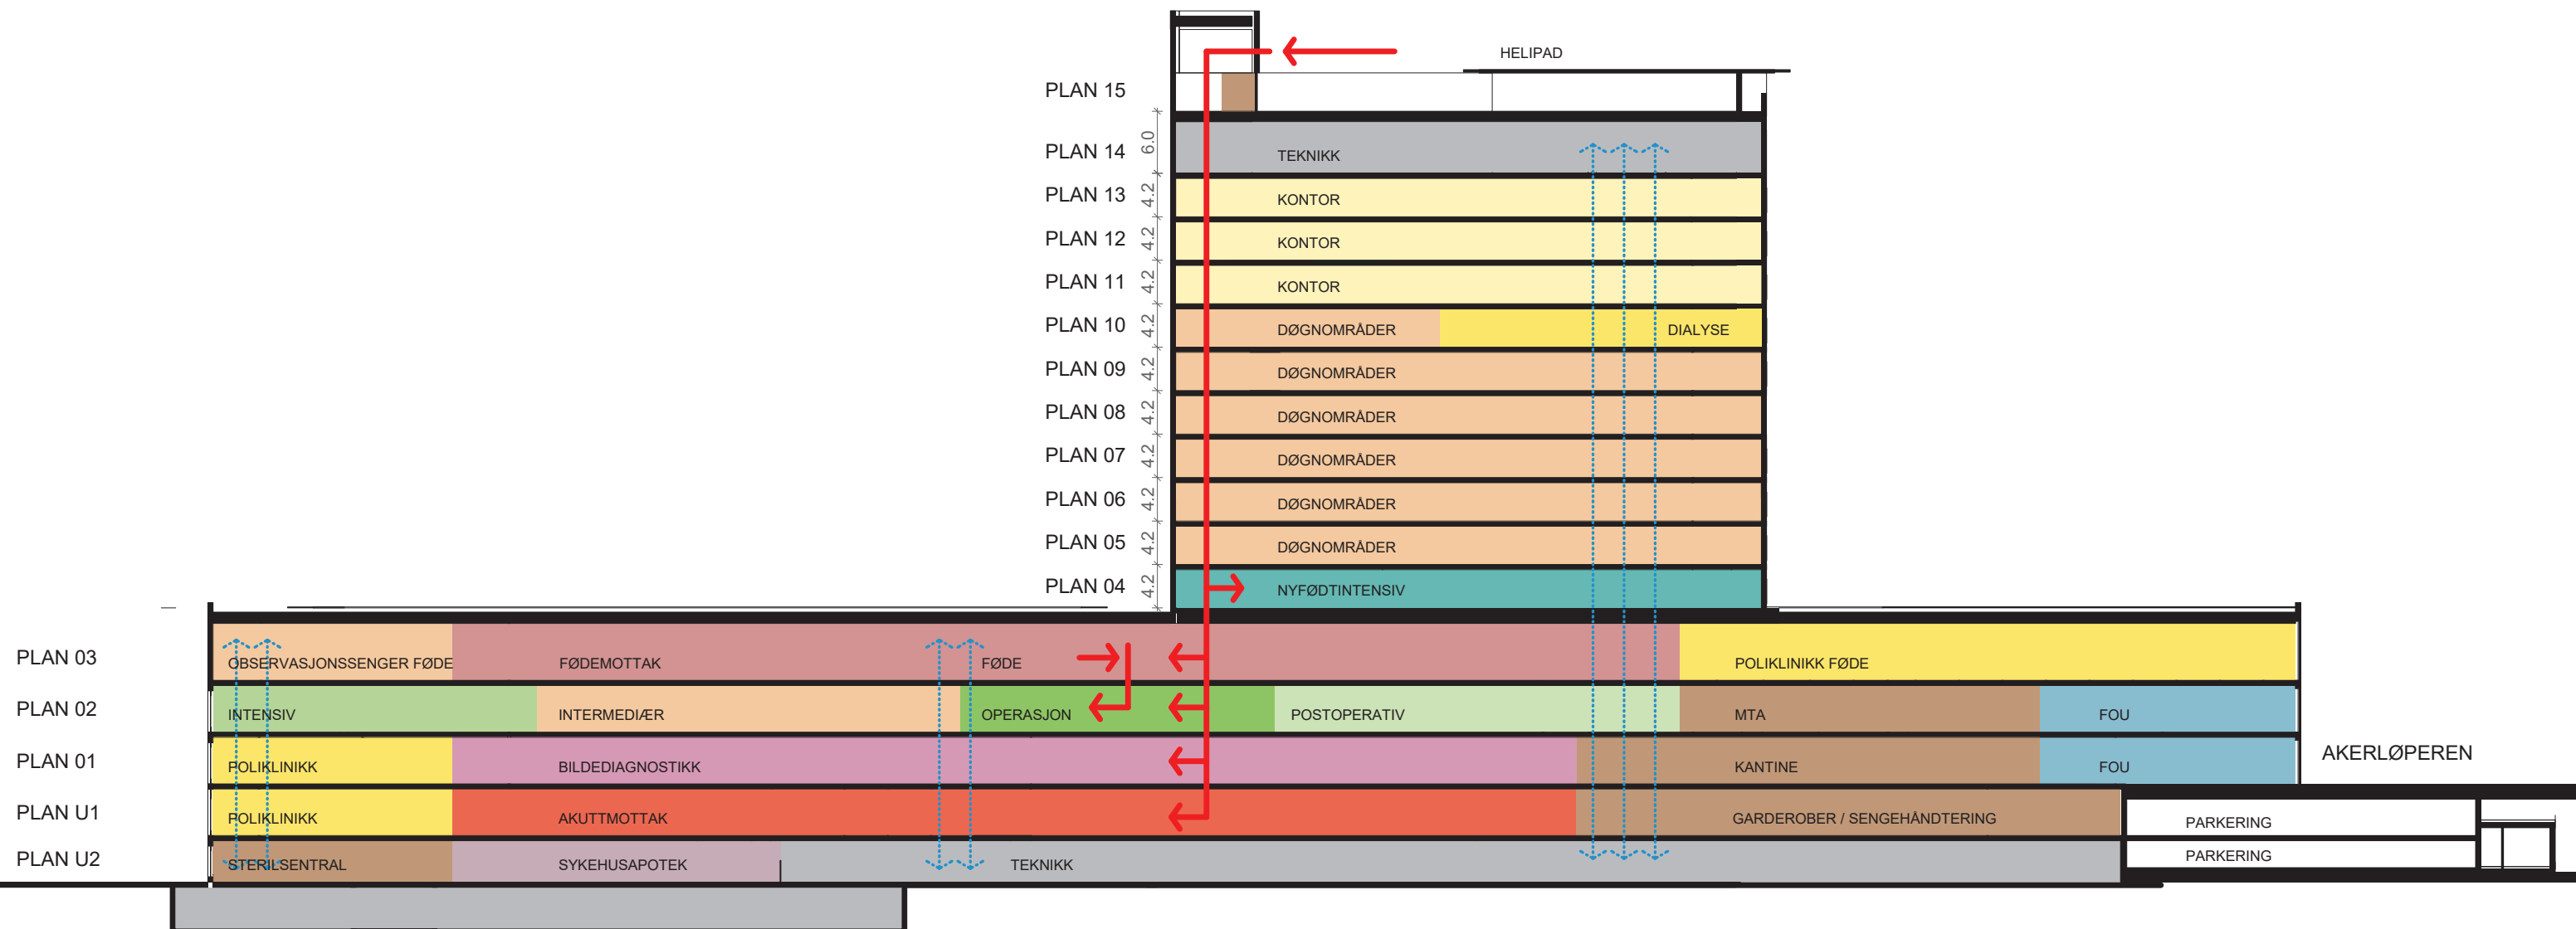 HELIPAD
PLAN 15
PLAN 14 6.0 TEKNIKK
PLAN 13 4.2 KONTOR
PLAN 12 4.2 KONTOR
PLAN 11 4.2 KONTOR
PLAN 10 4.2 DØGNOMRÅDER DIALYSE
PLAN 09 4.2 DØGNOMRÅDER
PLAN 08 4.2 DØGNOMRÅDER
PLAN 07 4.2 DØGNOMRÅDER
PLAN 06 4.2 DØGNOMRÅDER
PLAN 05 4.2 DØGNOMRÅDER
PLAN 04 4.2 NYFØDTINTENSIV
PLAN 03 OBSERVASJONSSENGER FØDE FØDEMOTTAK FØDE POLIKLINIKK FØDE
PLAN 02 INTENSIV INTERMEDIÆR OPERASJON POSTOPERATIV MTA FOU
PLAN 01 POLIKLINIKK BILDEDIAGNOSTIKK KANTINE FOU AKERLØPEREN
PLAN U1 POLIKLINIKK AKUTTMOTTAK GARDEROBER / SENGEHÅNDTERING PARKERING
PLAN U2 STERILSENTRAL SYKEHUSAPOTEK TEKNIKK PARKERING